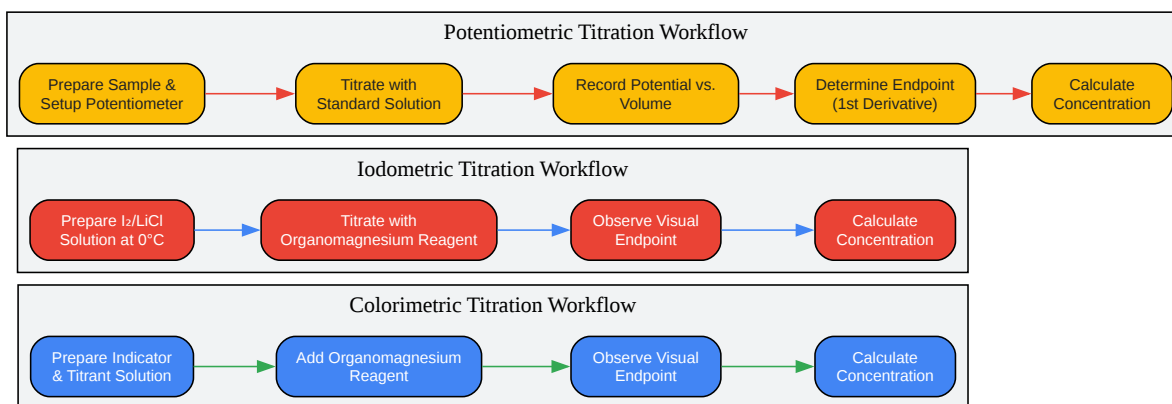 Potentiometric Titration Workflow
Prepare Sample &
Setup Potentiometer
Titrate with
Standard Solution
Record Potential vs.
Volume
Determine Endpoint
(1st Derivative)
Calculate
Concentration
Iodometric Titration Workflow
Prepare I₂/LiCl
Solution at 0°C
Titrate with
Organomagnesium Reagent
Observe Visual
Endpoint
Calculate
Concentration
Colorimetric Titration Workflow
Prepare Indicator
& Titrant Solution
Add Organomagnesium
Reagent
Observe Visual
Endpoint
Calculate
Concentration